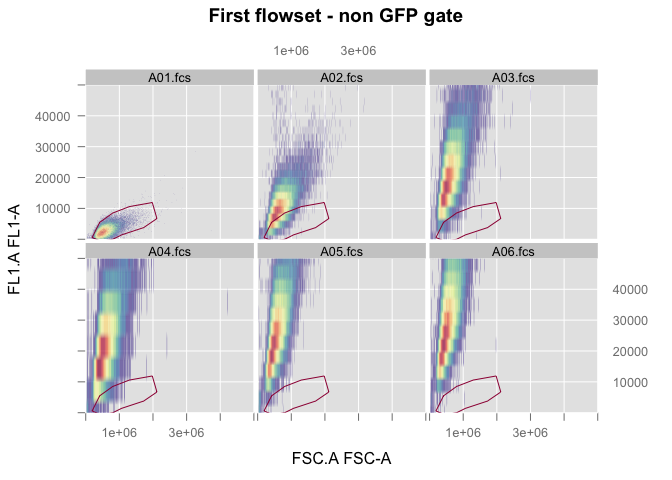 First flowset - non GFP gate
1e+06 3e+06
A01.fcs A02.fcs A03.fcs
40000
30000
20000
10000
FL1.A FL1-A
A04.fcs A05.fcs A06.fcs
40000
30000
20000
10000
1e+06 3e+06 1e+06 3e+06
FSC.A FSC-A